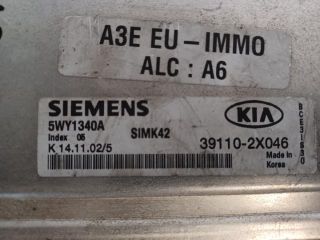 A3E EU-IMMO
ALC : A6
SIEMENS
KIA
5WY1340A
Index 06
SIMK42
K 14.11.02/5
39110-2X046
Made in
Korea